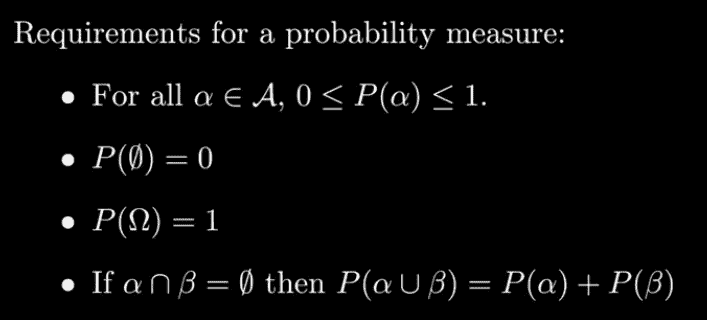 Requirements for a probability measure:
• For all α ∈ 𝒜, 0 ≤ P(α) ≤ 1.
• P(∅) = 0
• P(Ω) = 1
• If α ∩ β = ∅ then P(α ∪ β) = P(α) + P(β)